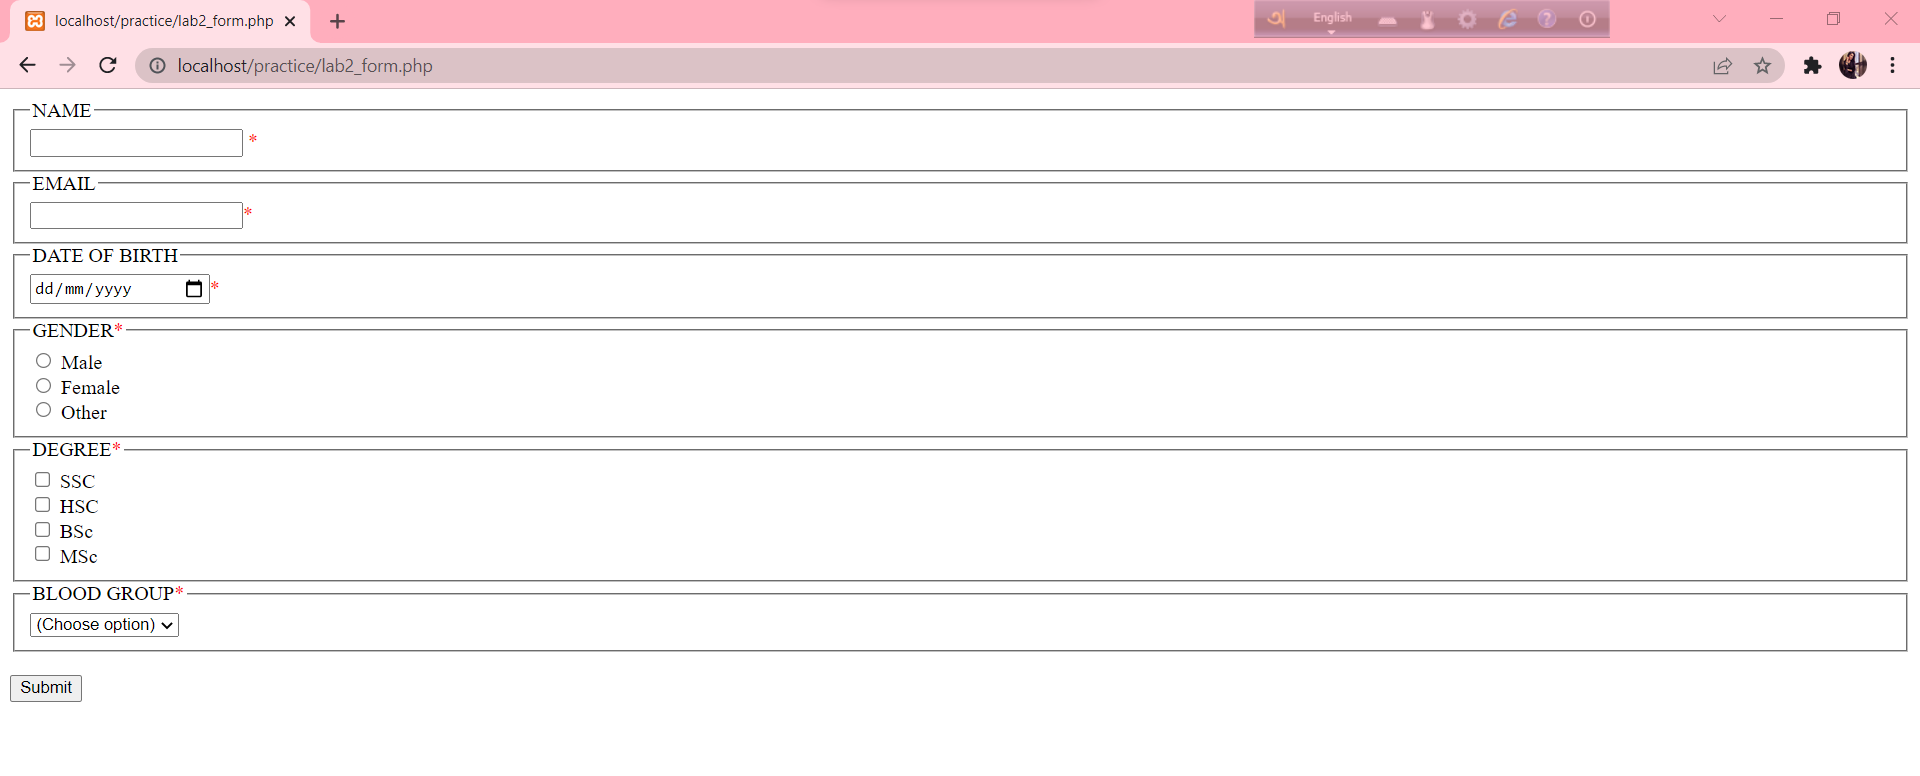 localhost/practice/lab2_form.php
English
localhost/practice/lab2_form.php
NAME
*
EMAIL
*
DATE OF BIRTH
dd/mm/yyyy *
GENDER*
Male
Female
Other
DEGREE*
SSC
HSC
BSc
MSc
BLOOD GROUP*
(Choose option)
Submit